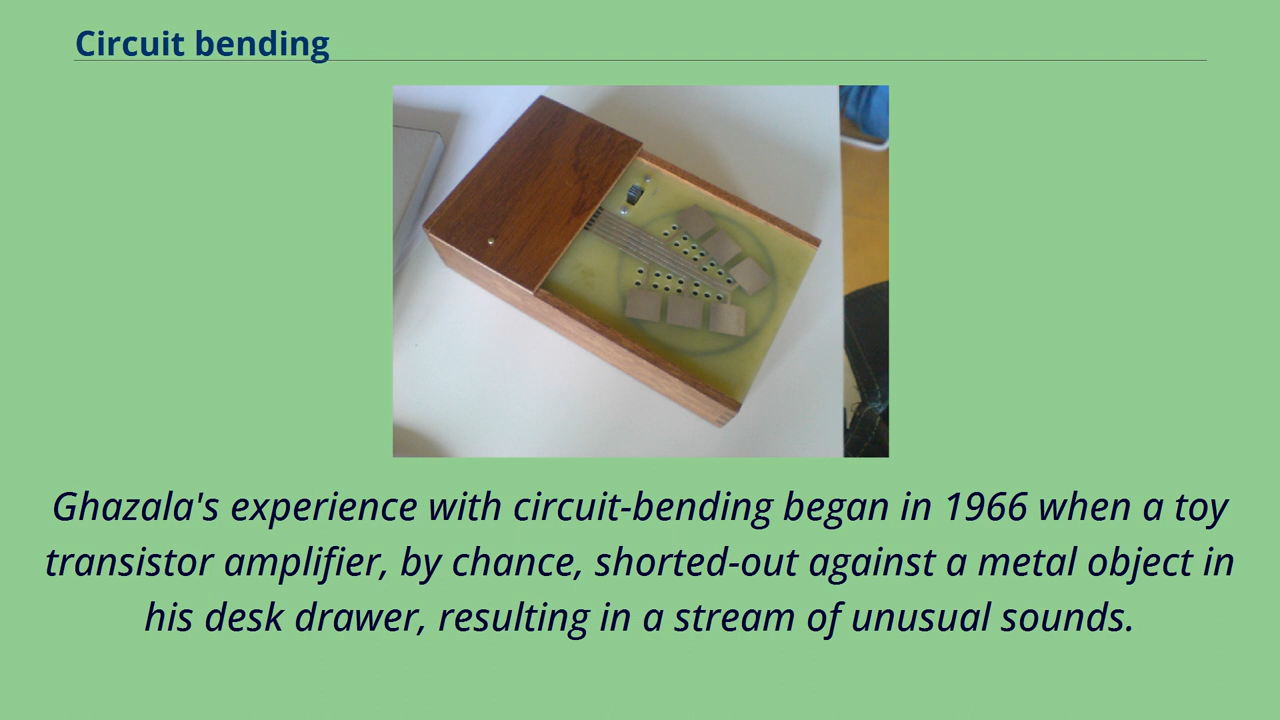 Circuit bending
Ghazala's experience with circuit-bending began in 1966 when a toy
transistor amplifier, by chance, shorted-out against a metal object in
his desk drawer, resulting in a stream of unusual sounds.